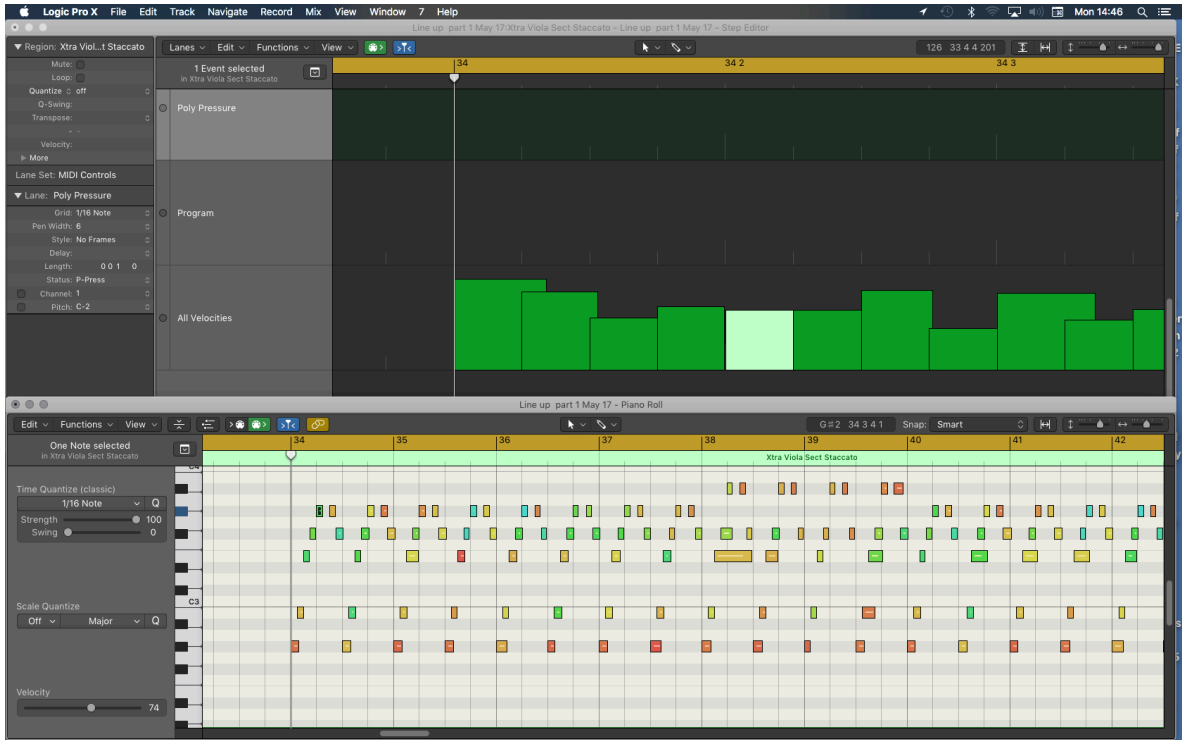 Logic Pro X File Edit Track Navigate Record Mix View Window 7 Help Mon 14:46
Line up part 1 May 17:Xtra Viola Sect Staccato - Line up part 1 May 17 - Step Editor
Region: Xtra Viol...t Staccato Lanes Edit Functions View 126 33 4 4 201
Mute: 1 Event selected 34 34 2 34 3
Loop: in Xtra Viola Sect Staccato
Quantize off
Q-Swing:
Transpose: Poly Pressure
- -
Velocity:
More
Lane Set: MIDI Controls
Lane: Poly Pressure
Grid: 1/16 Note Program
Pen Width: 6
Style: No Frames
Delay:
Length: 0 0 1 0
Status: P-Press
Channel: 1
Pitch: C-2
All Velocities
Line up part 1 May 17 - Piano Roll
Edit Functions View G#2 34 3 4 1 Snap: Smart
One Note selected 34 35 36 37 38 39 40 41 42
in Xtra Viola Sect Staccato Xtra Viola Sect Staccato
C4
Time Quantize (classic)
1/16 Note Q
Strength 100
Swing 0
C3
Scale Quantize
Off Major Q
Velocity
74